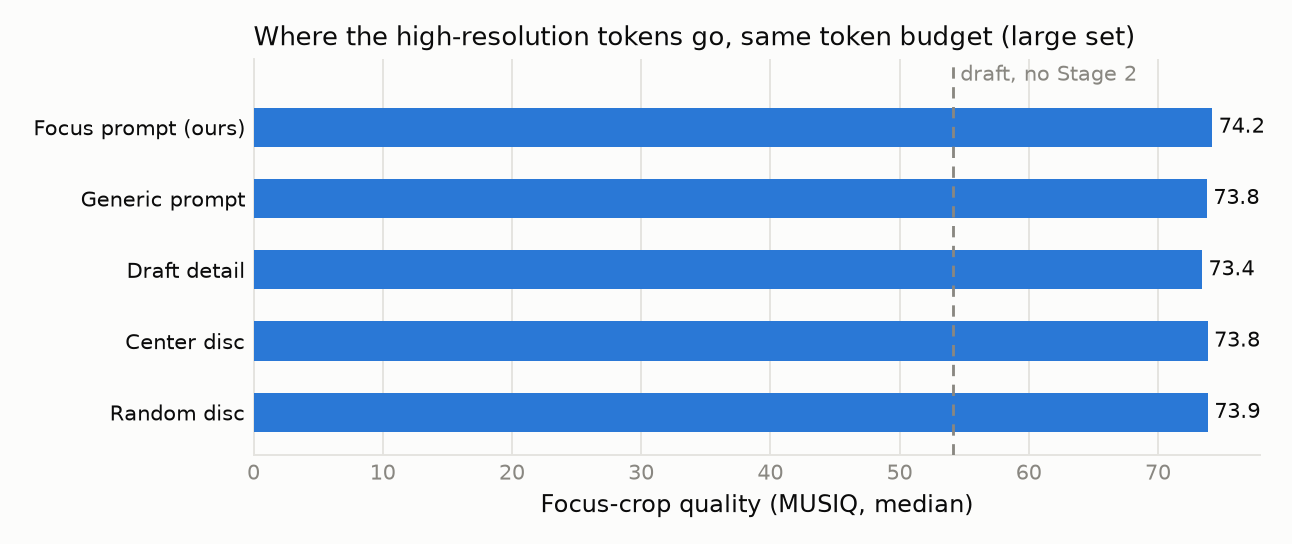 Where the high-resolution tokens go, same token budget (large set)
draft, no Stage 2
Focus prompt (ours) 74.2
Generic prompt 73.8
Draft detail 73.4
Center disc 73.8
Random disc 73.9
0 10 20 30 40 50 60 70
Focus-crop quality (MUSIQ, median)